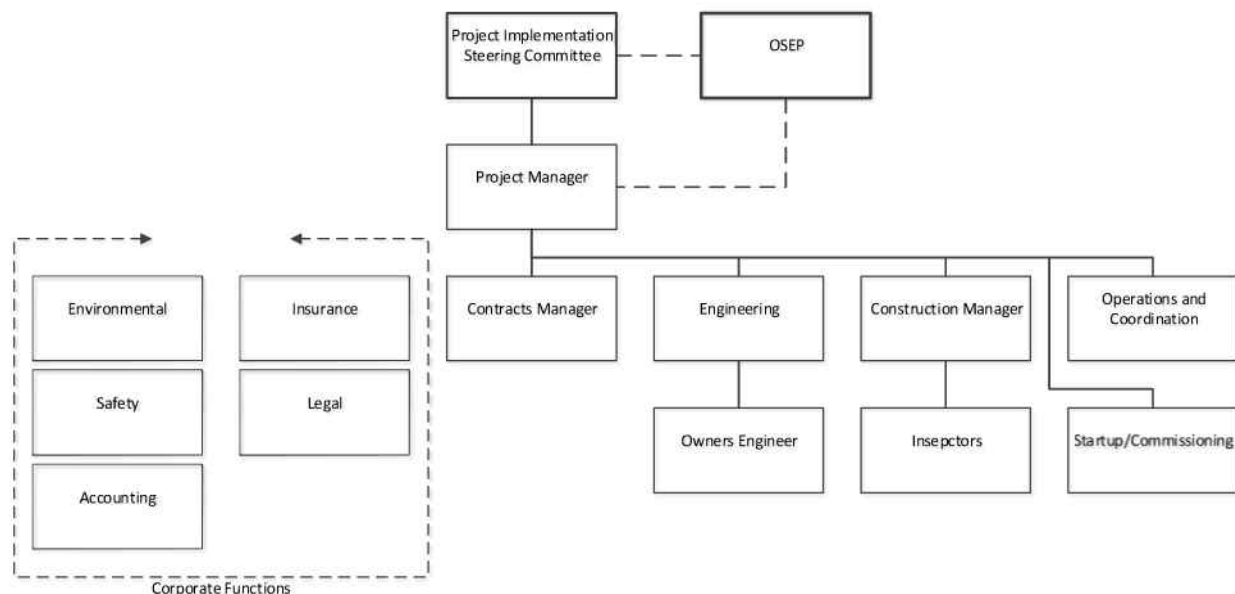 Project Implementation
Steering Committee
OSEP
Project Manager
Environmental
Insurance
Contracts Manager
Engineering
Construction Manager
Operations and
Coordination
Safety
Legal
Owners Engineer
Insepctors
Startup/Commissioning
Accounting
Corporate Functions